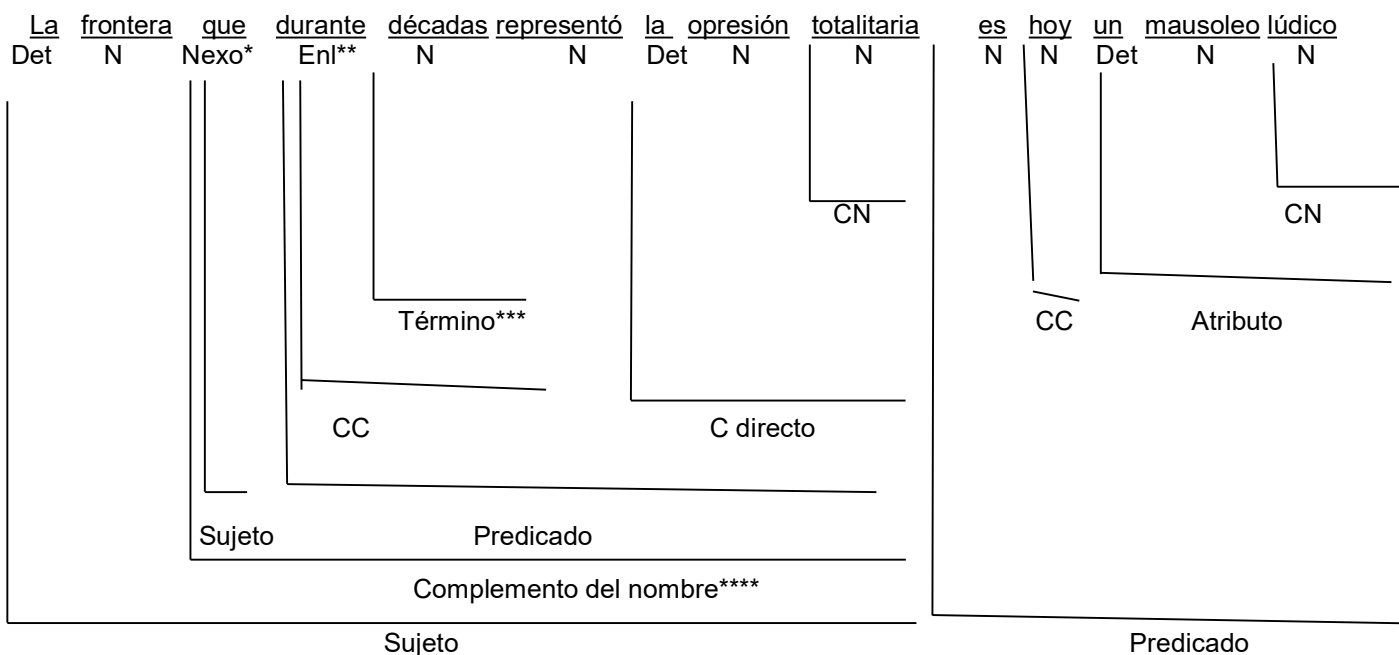 La frontera que durante décadas representó la opresión totalitaria es hoy un mausoleo lúdico
Det N Nexo* Enl** N N Det N N N N Det N N
CN CN
Término*** CC Atributo
CC C directo
Sujeto Predicado
Complemento del nombre****
Sujeto Predicado